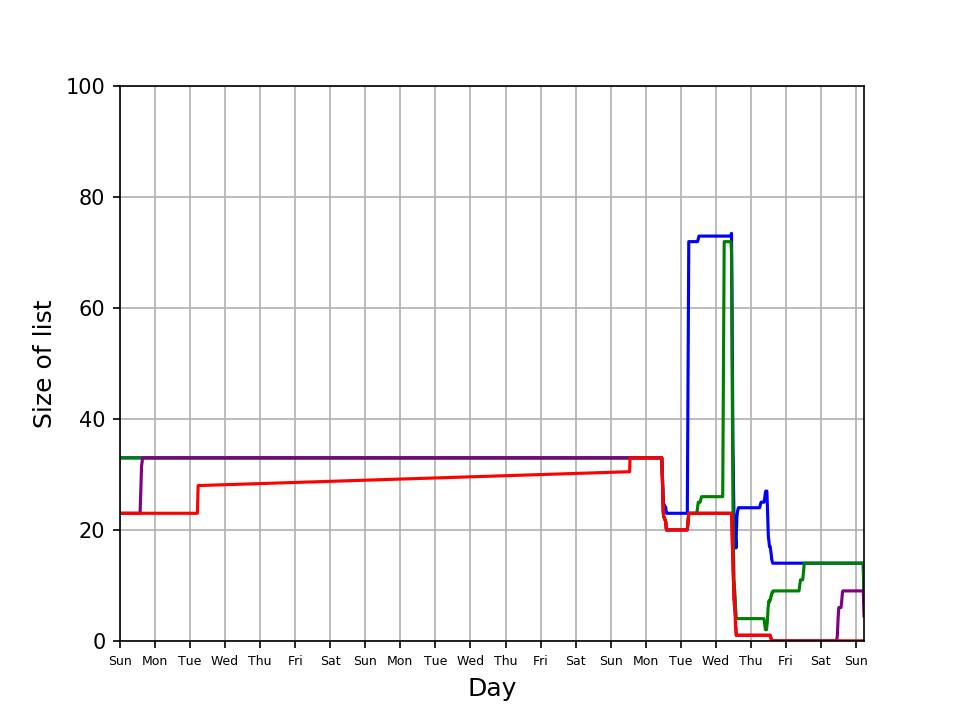 100
80
60
40
20
0
Size of list
Sun Mon Tue Wed Thu Fri Sat Sun Mon Tue Wed Thu Fri Sat Sun Mon Tue Wed Thu Fri Sat Sun
Day